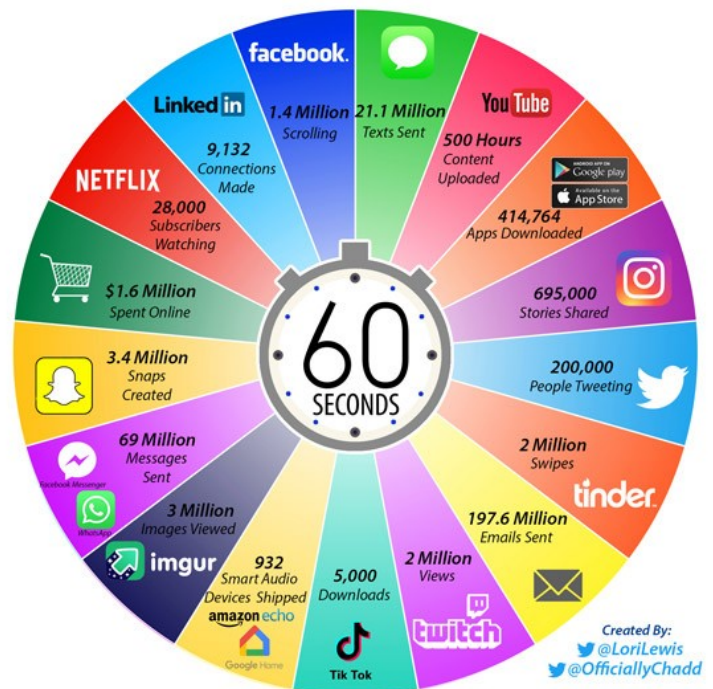 facebook.
1.4 Million
Scrolling
21.1 Million
Texts Sent
YouTube
500 Hours
Content
Uploaded
ANDROID APP ON
Google play
Available on the
App Store
414,764
Apps Downloaded
695,000
Stories Shared
200,000
People Tweeting
2 Million
Swipes
tinder
197.6 Million
Emails Sent
2 Million
Views
twitch
5,000
Downloads
Tik Tok
932
Smart Audio
Devices Shipped
amazon echo
Google Home
3 Million
Images Viewed
imgur
69 Million
Messages
Sent
Facebook Messenger
WhatsApp
3.4 Million
Snaps
Created
$1.6 Million
Spent Online
NETFLIX
28,000
Subscribers
Watching
Linked in
9,132
Connections
Made
60
SECONDS
Created By:
@LoriLewis
@OfficiallyChadd